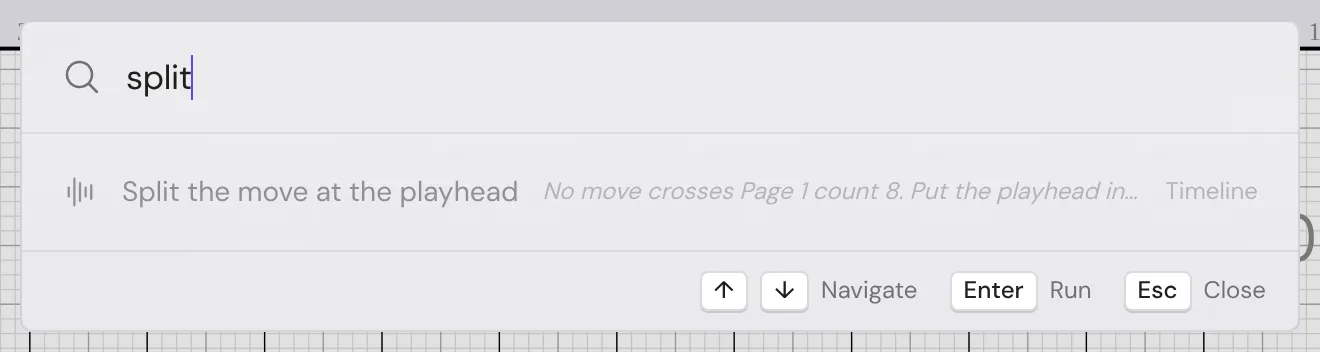 split
Split the move at the playhead No move crosses Page 1 count 8. Put the playhead in... Timeline
↑ ↓ Navigate Enter Run Esc Close